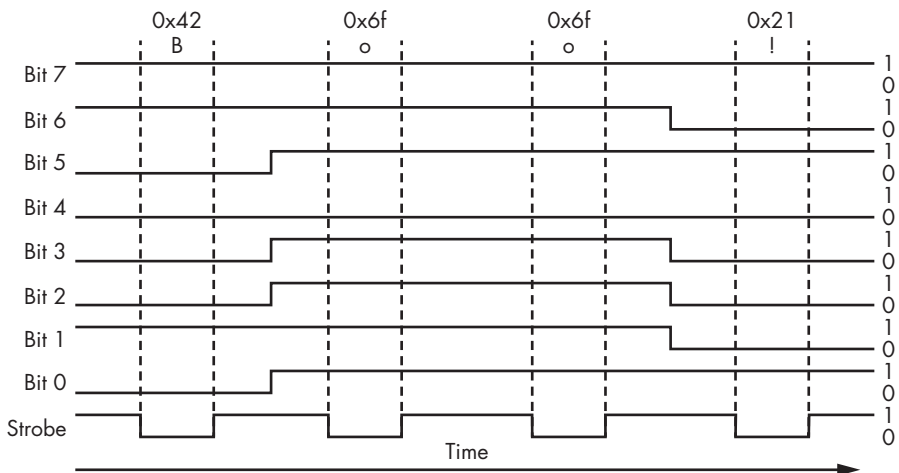 0x42 0x6f 0x6f 0x21
B o o !
Bit 7 1
0
Bit 6 1
0
Bit 5 1
0
Bit 4 1
0
Bit 3 1
0
Bit 2 1
0
Bit 1 1
0
Bit 0 1
0
Strobe 1
0
Time